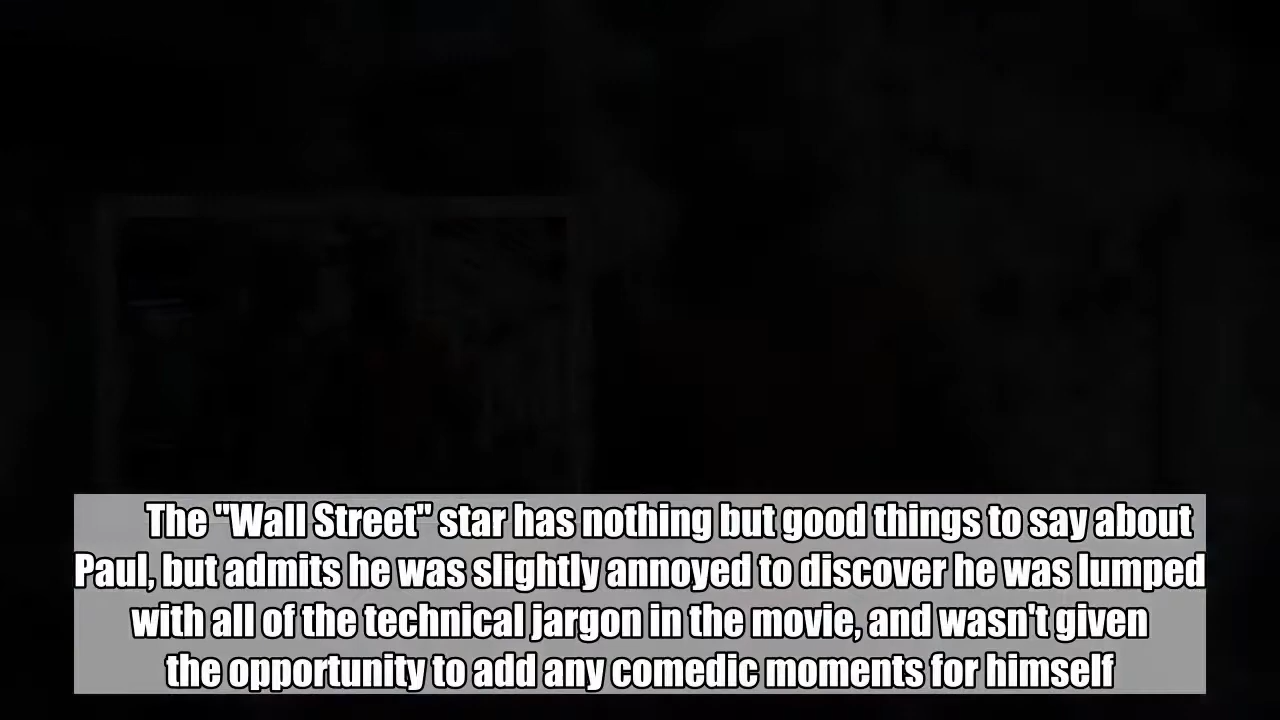 The "Wall Street" star has nothing but good things to say about
Paul, but admits he was slightly annoyed to discover he was lumped
with all of the technical jargon in the movie, and wasn't given
the opportunity to add any comedic moments for himself